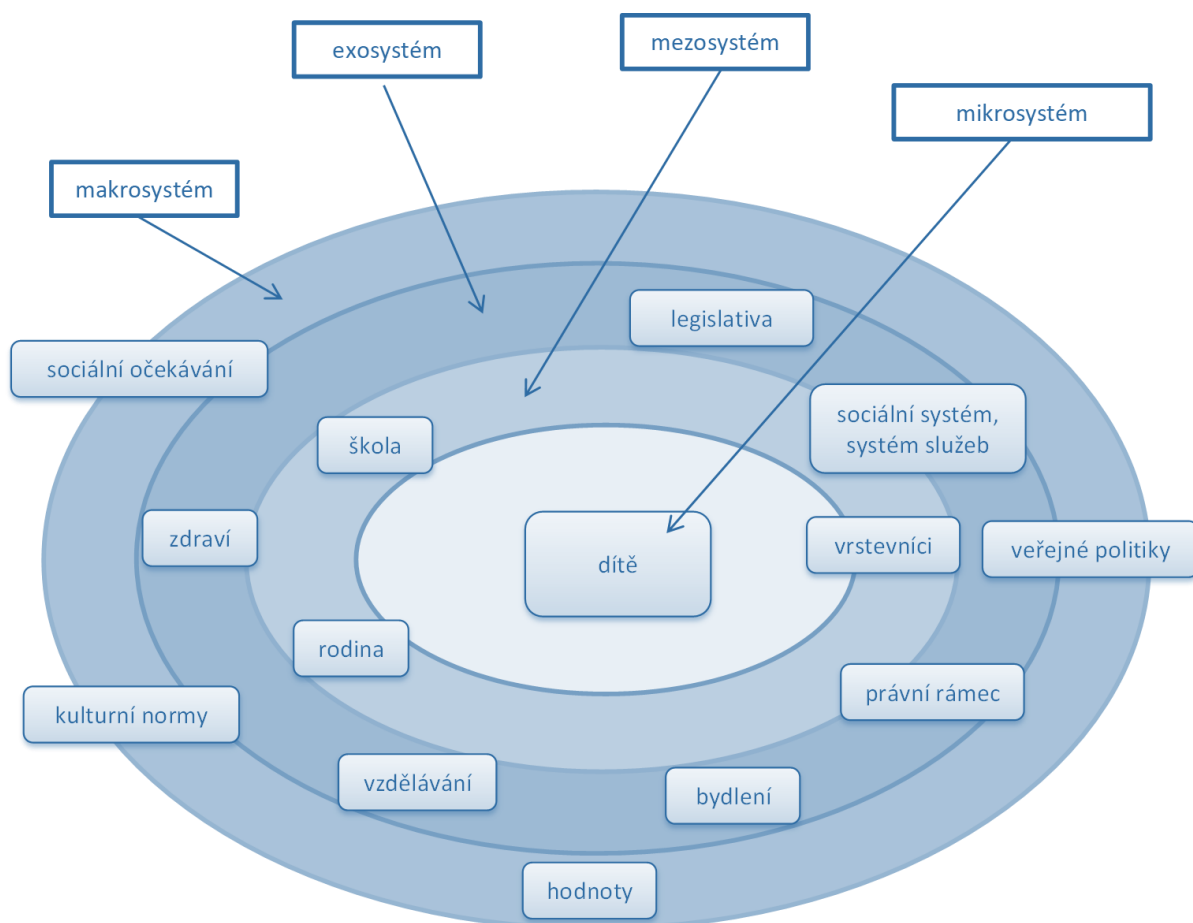 exosystém
mezosystém
mikrosystém
makrosystém
legislativa
sociální očekávání
sociální systém,
systém služeb
škola
zdraví
dítě
vrstevníci
veřejné politiky
rodina
právní rámec
kulturní normy
vzdělávání
bydlení
hodnoty